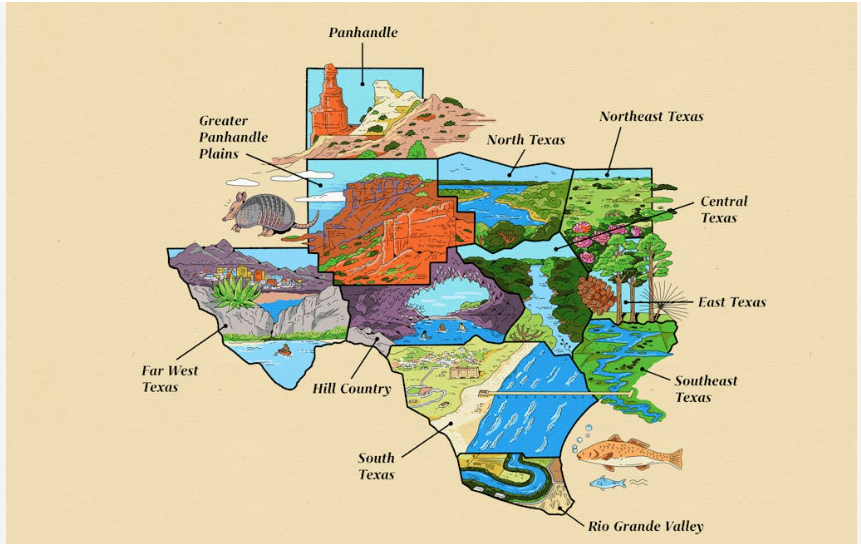 Panhandle
Greater
Panhandle
Plains
North Texas
Northeast Texas
Central
Texas
East Texas
Far West
Texas
Hill Country
Southeast
Texas
South
Texas
Rio Grande Valley